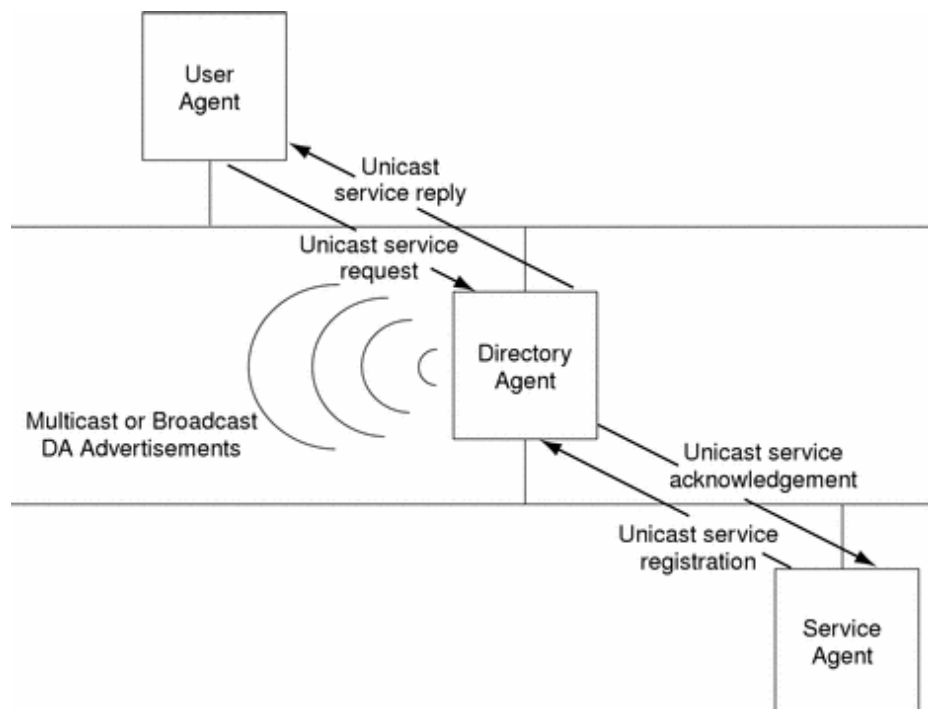 User
Agent
Unicast
service reply
Unicast service
request
Directory
Agent
Multicast or Broadcast
DA Advertisements
Unicast service
acknowledgement
Unicast service
registration
Service
Agent